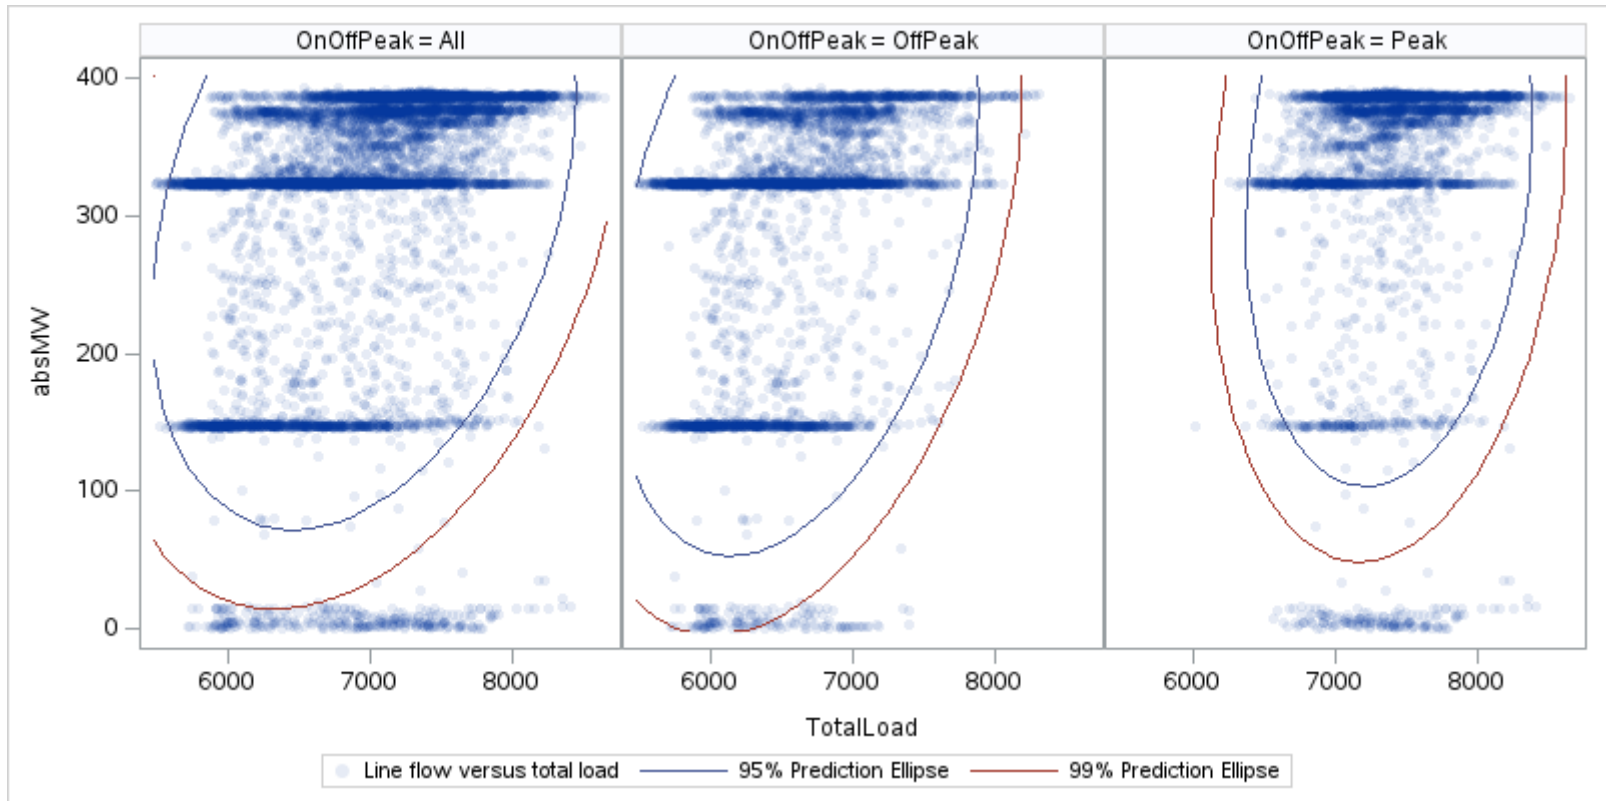 OnOffPeak = All
OnOffPeak = OffPeak
OnOffPeak = Peak
absMW
400
300
200
100
0
6000 7000 8000
6000 7000 8000
6000 7000 8000
TotalLoad
Line flow versus total load
95% Prediction Ellipse
99% Prediction Ellipse